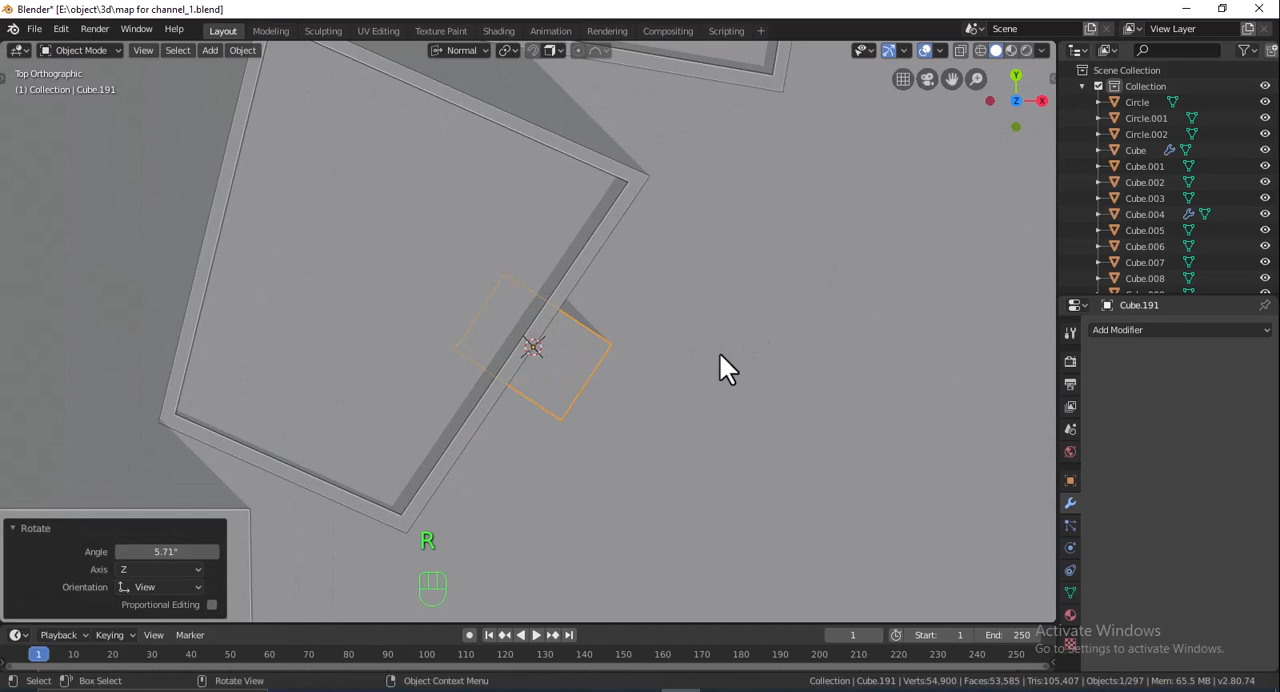 Blender* [E:\object\3d\map for channel_1.blend]
File Edit Render Window Help Layout Modeling Sculpting UV Editing Texture Paint Shading Animation Rendering Compositing Scripting + Scene View Layer
Object Mode View Select Add Object Normal
Top Orthographic
(1) Collection | Cube.191
Y
Z
X
Scene Collection
Collection
Circle
Circle.001
Circle.002
Cube
Cube.001
Cube.002
Cube.003
Cube.004
Cube.005
Cube.006
Cube.007
Cube.008
Cube.191
Add Modifier
R
Rotate
Angle 5.71°
Axis Z
Orientation View
Proportional Editing
Playback Keying View Marker 1 Start: 1 End: 250
1 10 20 30 40 50 60 70 80 90 100 110 120 130 140 150 160 170 180 190 200 210 220 230 240 250
Activate Windows
Go to Settings to activate Windows.
Select Box Select Rotate View Object Context Menu Collection | Cube.191 | Verts:54,900 | Faces:53,585 | Tris:105,407 | Objects:1/297 | Mem: 65.5 MB | v2.80.74